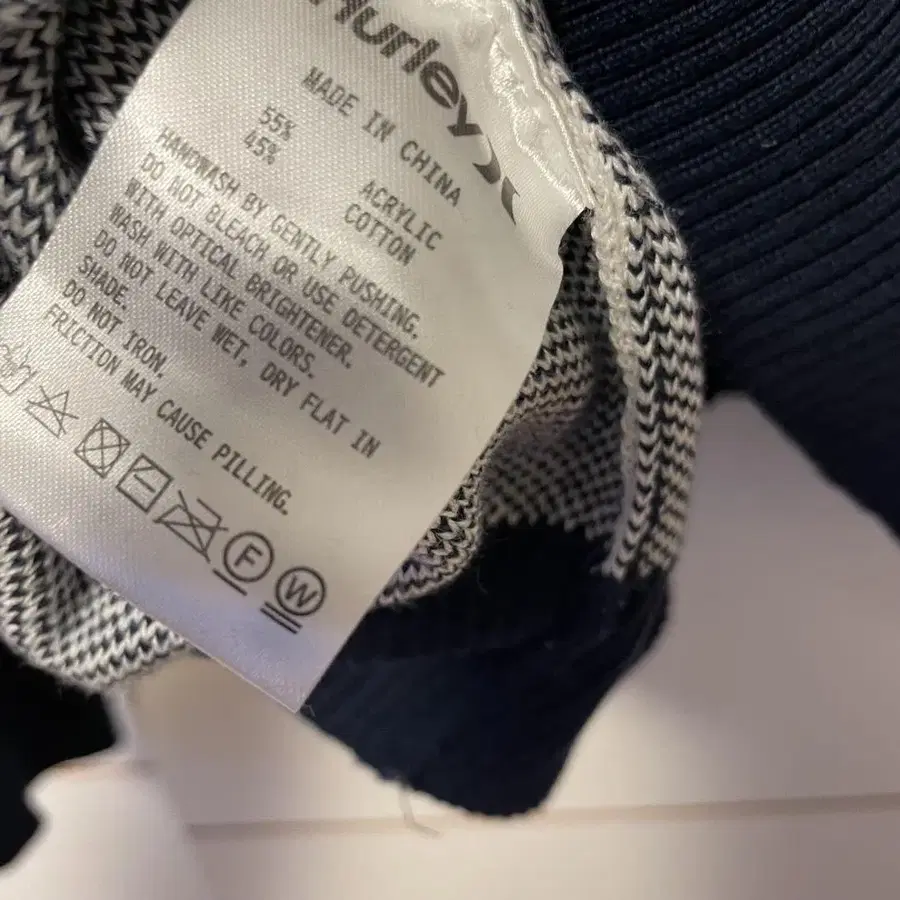 Hurley
MADE IN CHINA
55% ACRYLIC
45% COTTON
HANDWASH BY GENTLY PUSHING.
DO NOT BLEACH OR USE DETERGENT
WITH OPTICAL BRIGHTENER.
WASH WITH LIKE COLORS.
DO NOT LEAVE WET, DRY FLAT IN
SHADE.
DO NOT IRON.
FRICTION MAY CAUSE PILLING.
F W